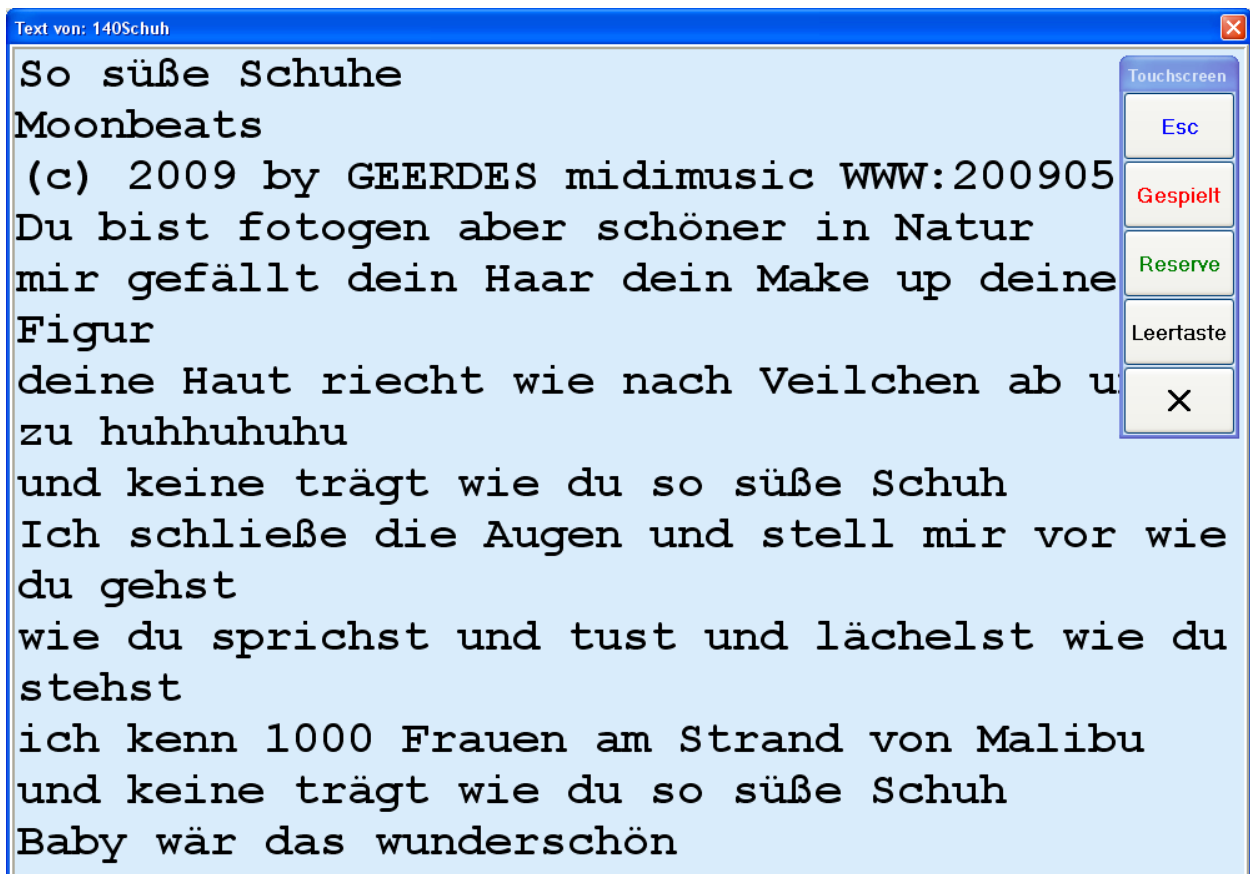 Text von: 140Schuh
So süße Schuhe
Moonbeats
(c) 2009 by GEERDES midimusic WWW:200905
Du bist fotogen aber schöner in Natur
mir gefällt dein Haar dein Make up deine
Figur
deine Haut riecht wie nach Veilchen ab
zu huhhuhuhu
und keine trägt wie du so süße Schuh
Ich schließe die Augen und stell mir vor wie
du gehst
wie du sprichst und tust und lächelst wie du
stehst
ich kenn 1000 Frauen am Strand von Malibu
und keine trägt wie du so süße Schuh
Baby wär das wunderschön
Touchscreen
Esc
Gespielt
Reserve
Leertaste